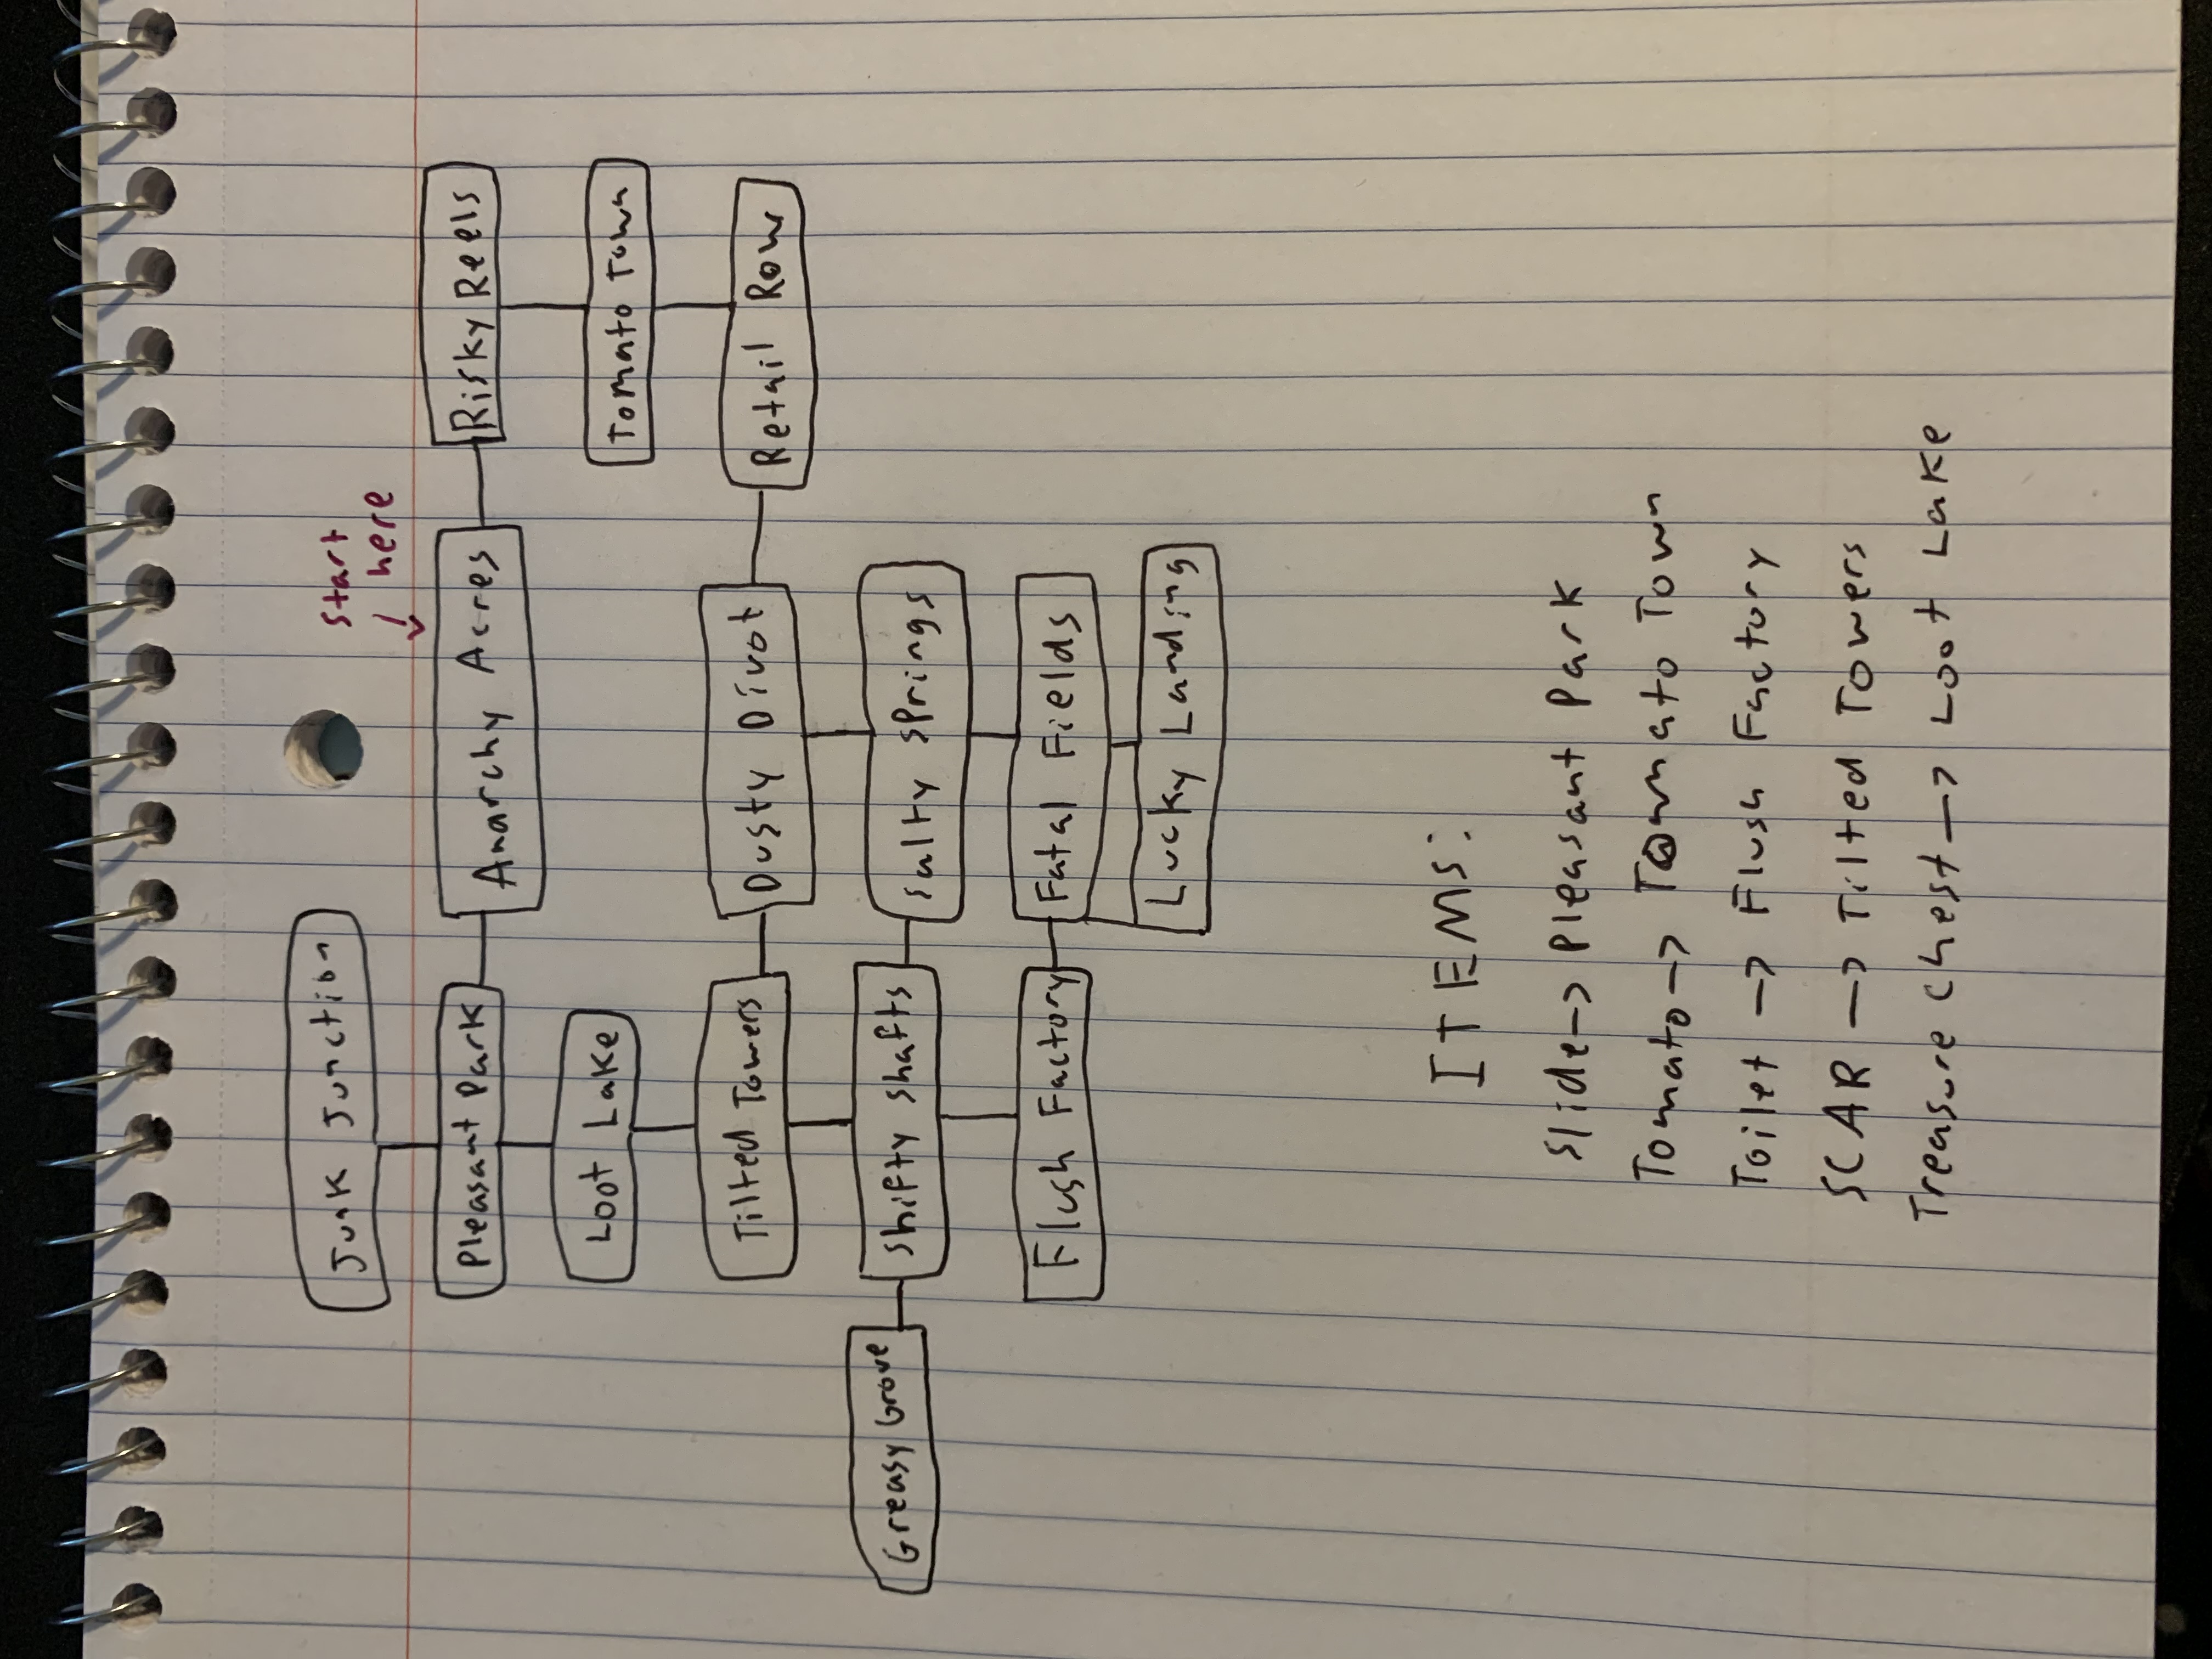 Junk Junction
start
here
Pleasant Park
Anarchy Acres
Risky Reels
Loot Lake
Tomato Town
Tilted Towers
Dusty Divot
Retail Row
Greasy Grove
Shifty Shafts
Salty Springs
Flush Factory
Fatal Fields
Lucky Landing
ITEMS:
Slide -> Pleasant Park
Tomato -> Tomato Town
Toilet -> Flush Factory
SCAR -> Tilted Towers
Treasure Chest -> Loot Lake